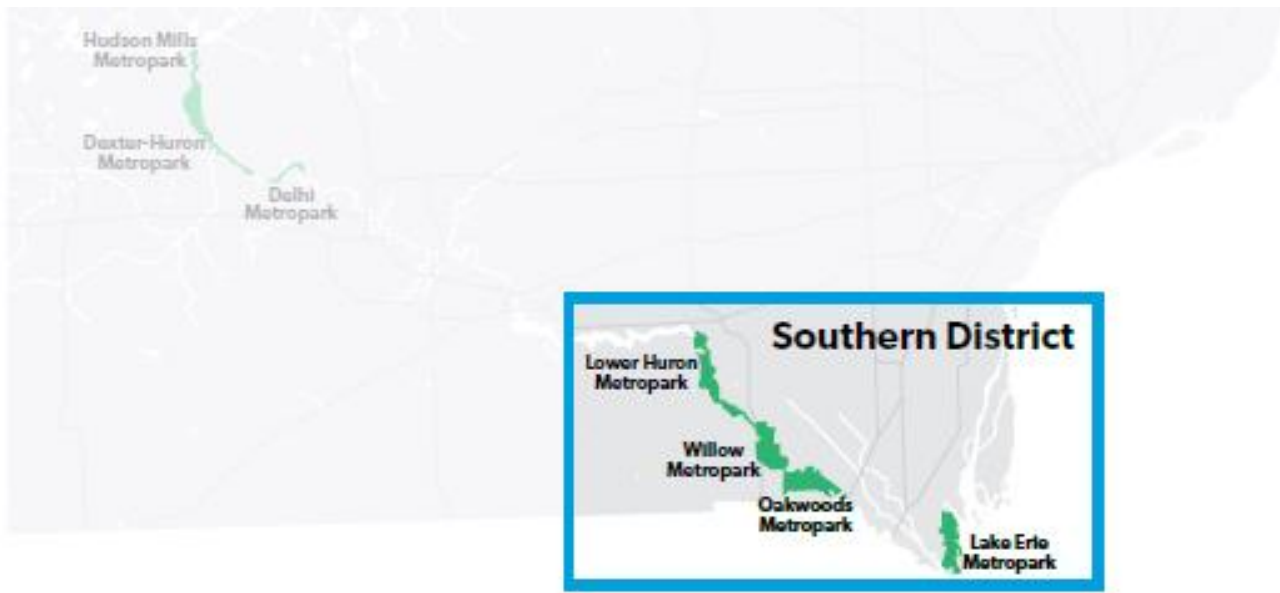 Hudson Mills
Metropark
Dexter-Huron
Metropark
Delhi
Metropark
Southern District
Lower Huron
Metropark
Willow
Metropark
Oakwoods
Metropark
Lake Erie
Metropark